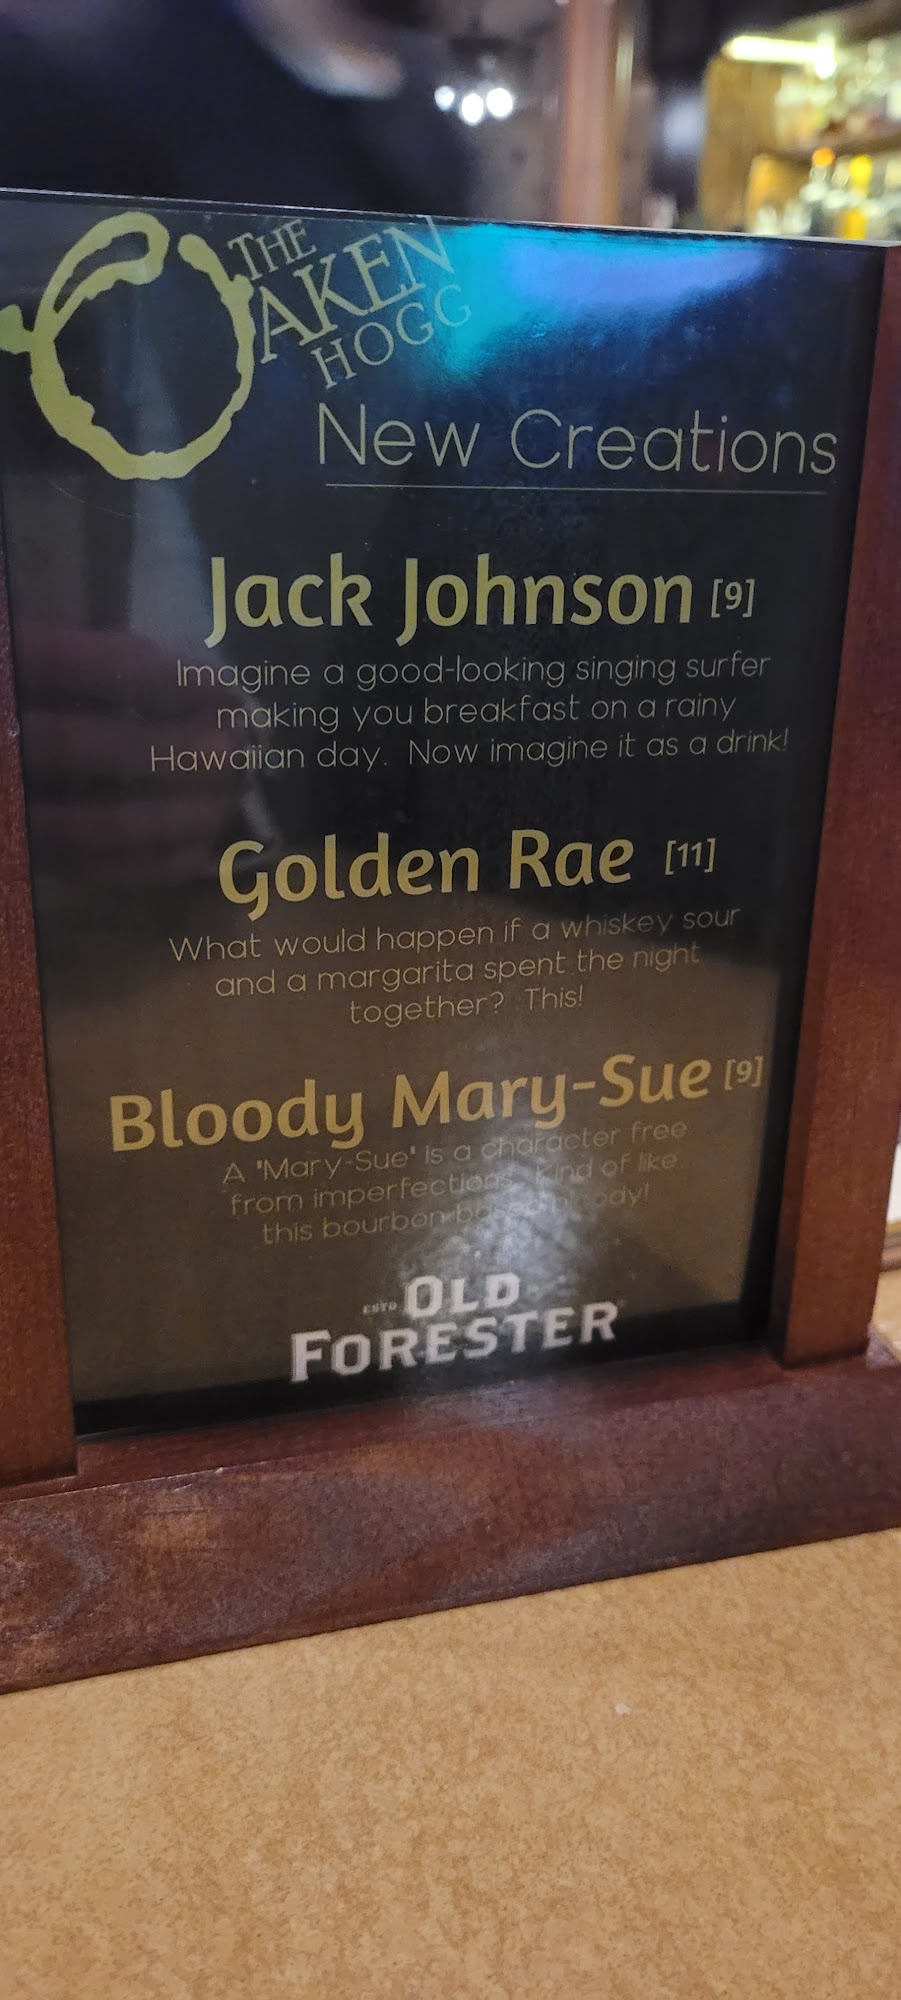 THE
OAKEN
HOGG
New Creations
Jack Johnson [9]
Imagine a good-looking singing surfer
making you breakfast on a rainy
Hawaiian day. Now imagine it as a drink!
Golden Rae [11]
What would happen if a whiskey sour
and a margarita spent the night
together? This!
Bloody Mary-Sue [9]
A "Mary-Sue" is a character free
from imperfections. Kind of like
this bourbon-based bloody!
ESTD OLD
FORESTER